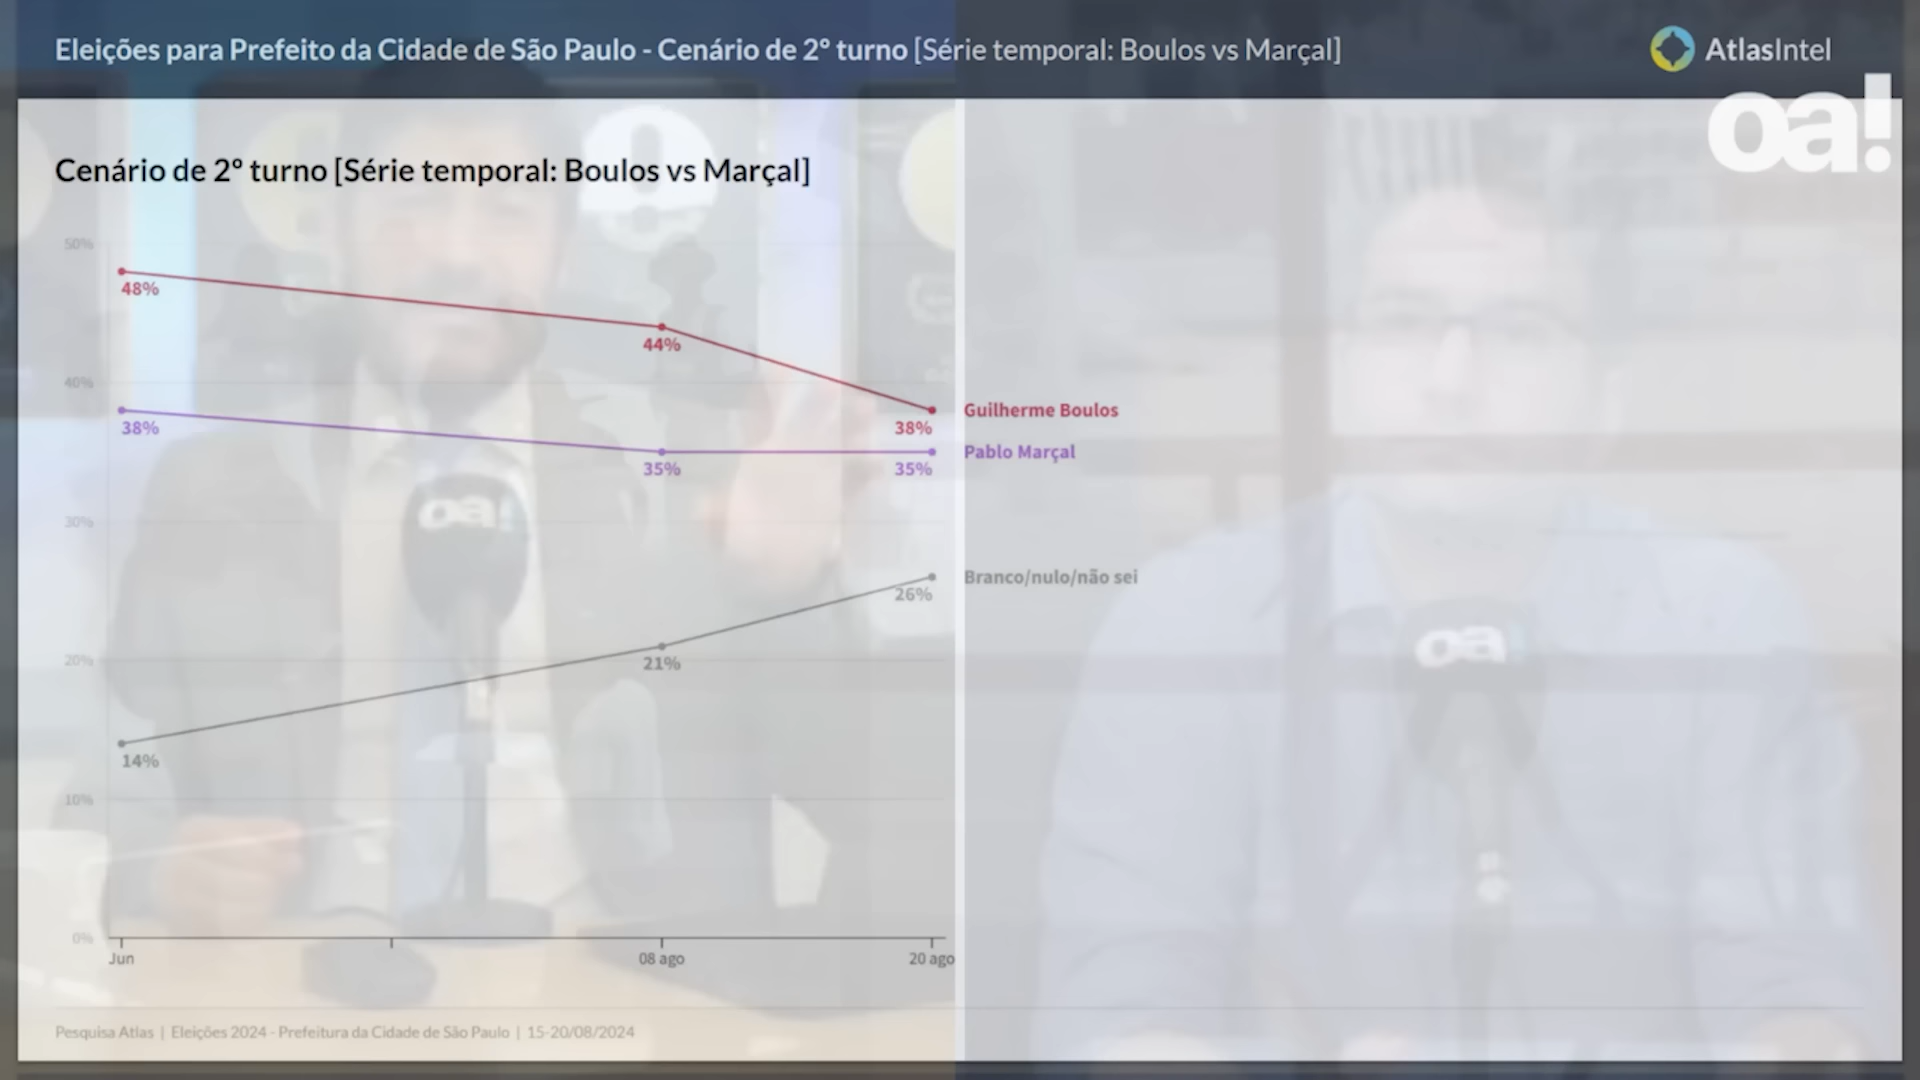 Eleições para Prefeito da Cidade de São Paulo - Cenário de 2º turno [Série temporal: Boulos vs Marçal]
AtlasIntel
oa!
Cenário de 2º turno [Série temporal: Boulos vs Marçal]
50%
48%
44%
40%
38%
Guilherme Boulos
38%
35%
35%
Pablo Marçal
oa!
30%
26%
Branco/nulo/não sei
oa!
20%
21%
14%
10%
0%
Jun
08 ago
20 ago
Pesquisa Atlas | Eleições 2024 - Prefeitura da Cidade de São Paulo | 15-20/08/2024